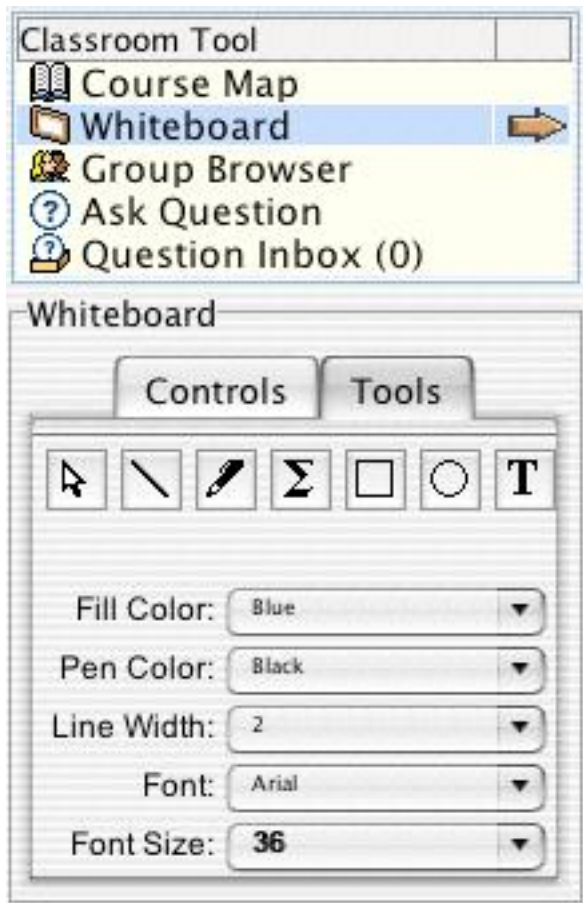 Classroom Tool
Course Map
Whiteboard
Group Browser
? Ask Question
? Question Inbox (0)
Whiteboard
Controls Tools
Σ T
Fill Color: Blue
Pen Color: Black
Line Width: 2
Font: Arial
Font Size: 36